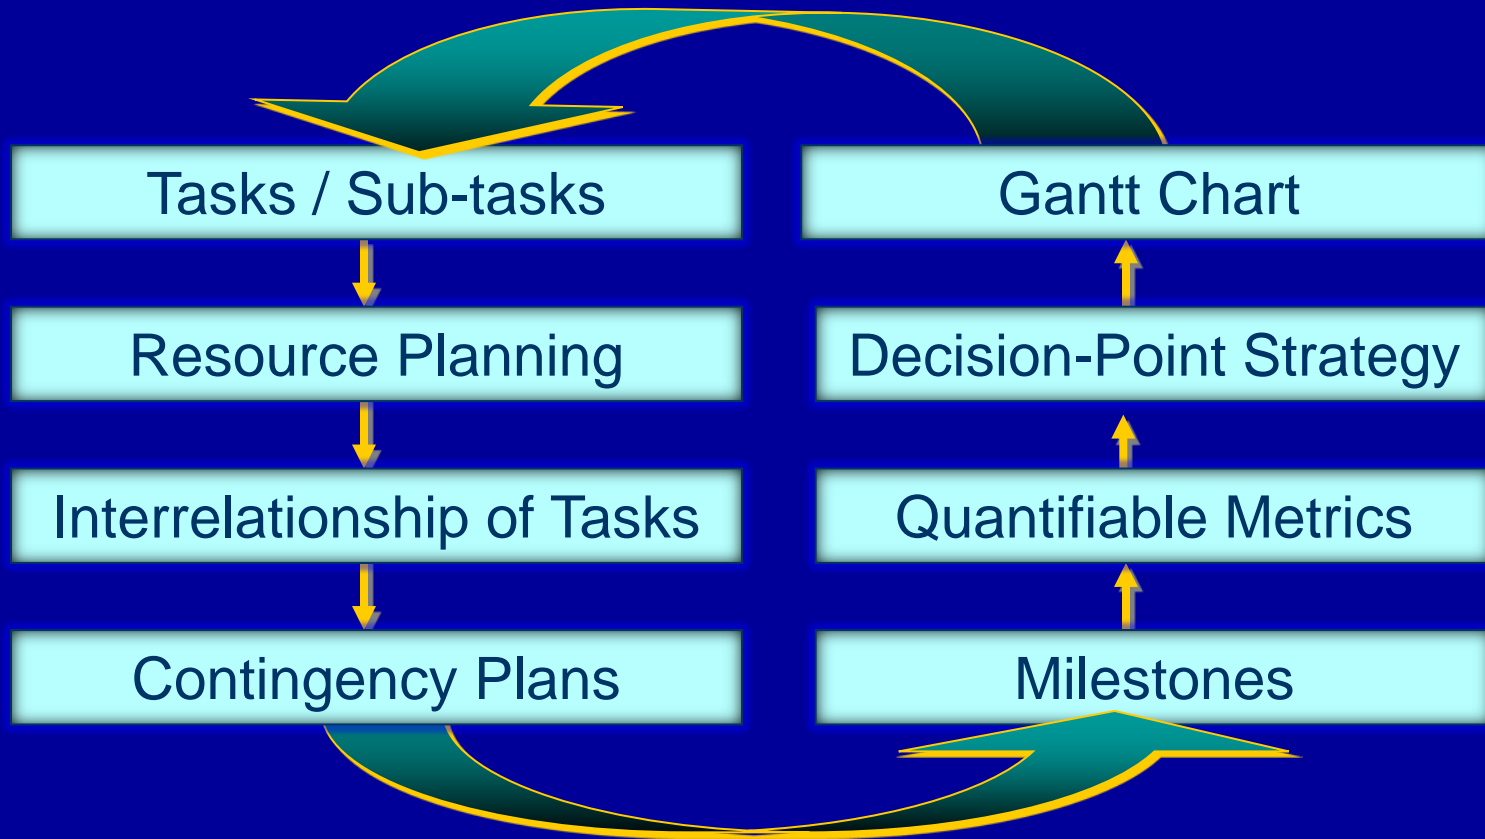 Tasks / Sub-tasks
Resource Planning
Interrelationship of Tasks
Contingency Plans
Milestones
Quantifiable Metrics
Decision-Point Strategy
Gantt Chart